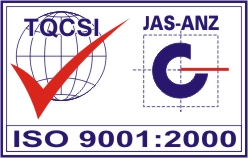 TQCSI JAS-ANZ
ISO 9001:2000